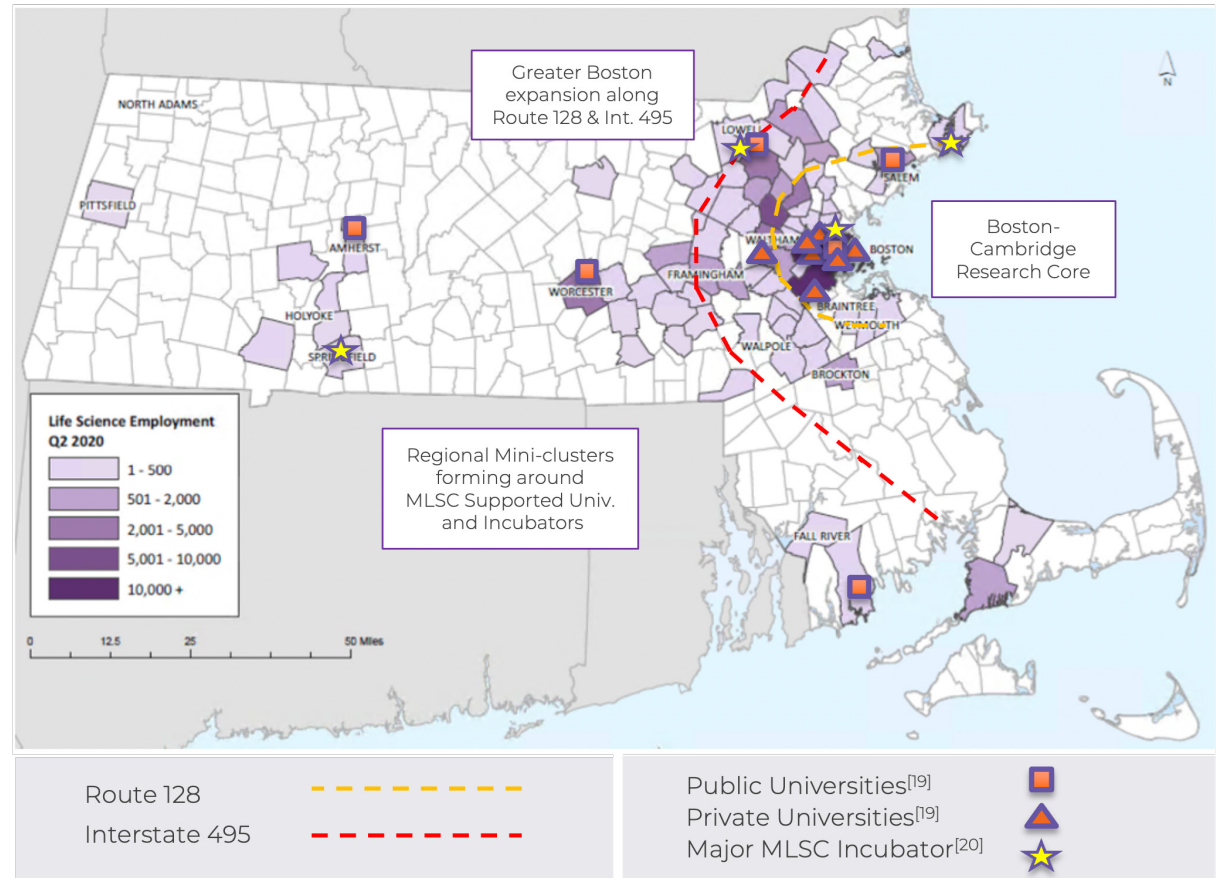 Greater Boston
expansion along
Route 128 & Int. 495
N
NORTH ADAMS
LOWELL
SALEM
PITTSFIELD
Boston-
Cambridge
Research Core
AMHERST
WALTHAM
BOSTON
FRAMINGHAM
WORCESTER
BRAINTREE
HOLYOKE
WEYMOUTH
WALPOLE
SPRINGFIELD
BROCKTON
Life Science Employment
Q2 2020
1 - 500
501 - 2,000
2,001 - 5,000
5,001 - 10,000
10,000 +
Regional Mini-clusters
forming around
MLSC Supported Univ.
and Incubators
FALL RIVER
0 12.5 25 50 Miles
Route 128
Interstate 495
Public Universities[19]
Private Universities[19]
Major MLSC Incubator[20]